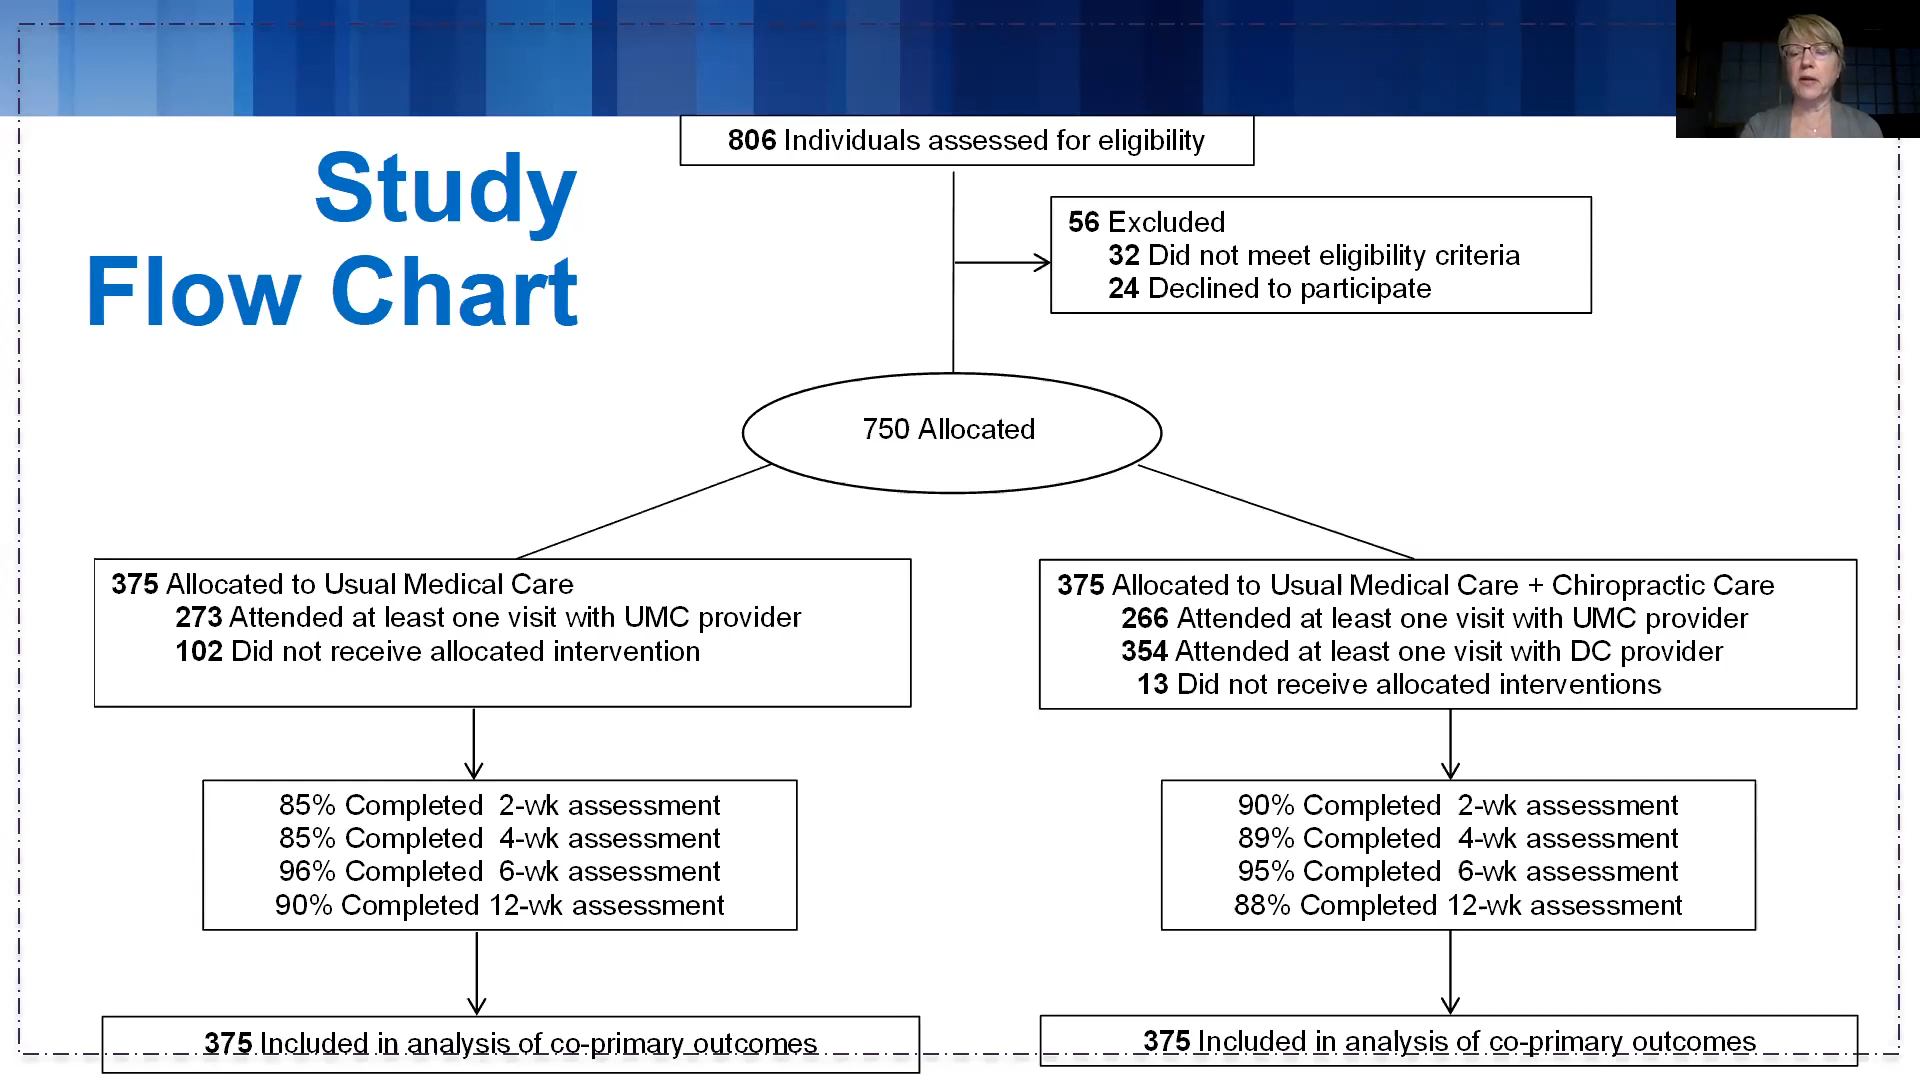 Study
Flow Chart
806 Individuals assessed for eligibility
56 Excluded
32 Did not meet eligibility criteria
24 Declined to participate
750 Allocated
375 Allocated to Usual Medical Care
273 Attended at least one visit with UMC provider
102 Did not receive allocated intervention
375 Allocated to Usual Medical Care + Chiropractic Care
266 Attended at least one visit with UMC provider
354 Attended at least one visit with DC provider
13 Did not receive allocated interventions
85% Completed 2-wk assessment
85% Completed 4-wk assessment
96% Completed 6-wk assessment
90% Completed 12-wk assessment
90% Completed 2-wk assessment
89% Completed 4-wk assessment
95% Completed 6-wk assessment
88% Completed 12-wk assessment
375 Included in analysis of co-primary outcomes
375 Included in analysis of co-primary outcomes